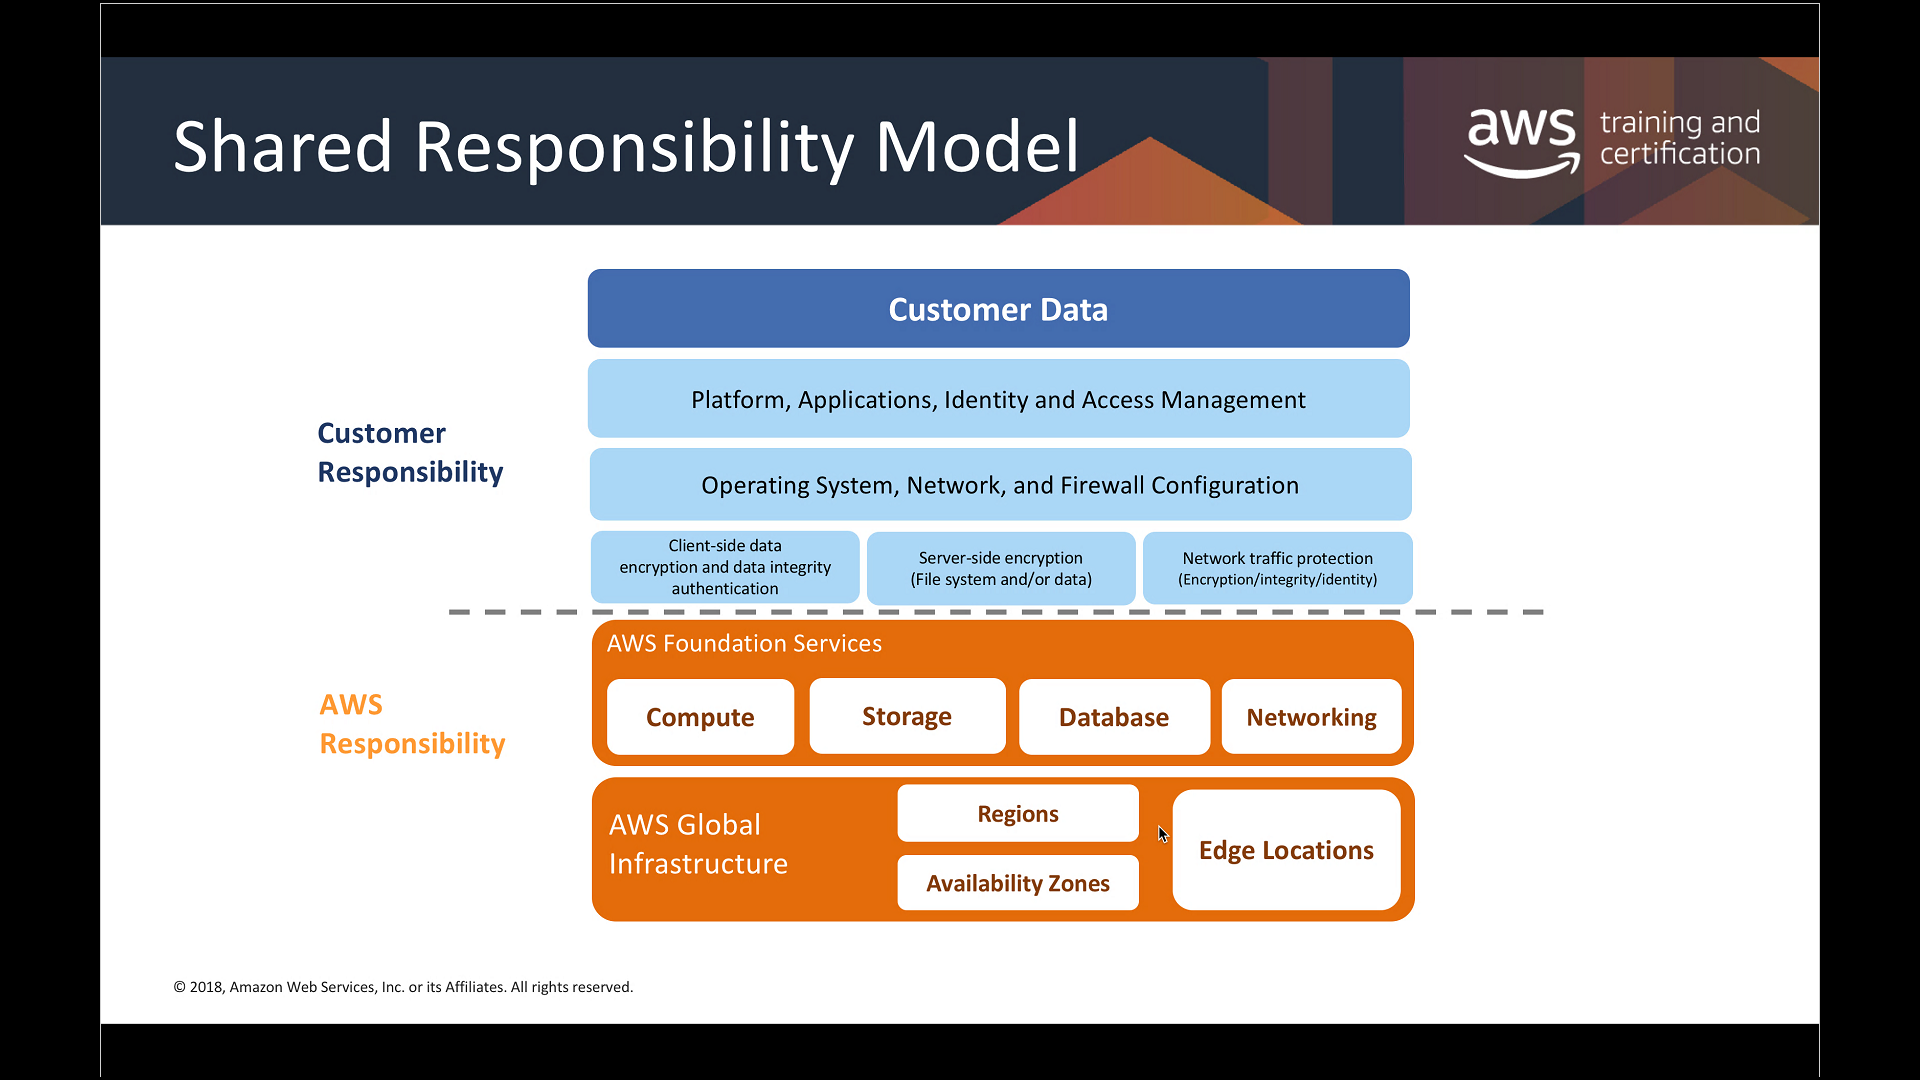 Shared Responsibility Model
aws training and
certification
Customer Data
Platform, Applications, Identity and Access Management
Customer
Responsibility
Operating System, Network, and Firewall Configuration
Client-side data
encryption and data integrity
authentication
Server-side encryption
(File system and/or data)
Network traffic protection
(Encryption/integrity/identity)
AWS
Responsibility
AWS Foundation Services
Compute
Storage
Database
Networking
AWS Global
Infrastructure
Regions
Availability Zones
Edge Locations
© 2018, Amazon Web Services, Inc. or its Affiliates. All rights reserved.